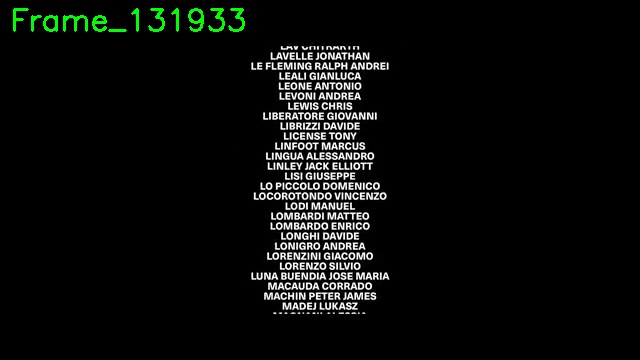 Frame_131933
LAVELLE JONATHAN
LE FLEMING RALPH ANDREI
LEALI GIANLUCA
LEONE ANTONIO
LEVONI ANDREA
LEWIS CHRIS
LIBERATORE GIOVANNI
LIBRIZZI DAVIDE
LICENSE TONY
LINFOOT MARCUS
LINGUA ALESSANDRO
LINLEY JACK ELLIOTT
LISI GIUSEPPE
LO PICCOLO DOMENICO
LOCOROTONDO VINCENZO
LODI MANUEL
LOMBARDI MATTEO
LOMBARDO ENRICO
LONGHI DAVIDE
LONIGRO ANDREA
LORENZINI GIACOMO
LORENZO SILVIO
LUNA BUENDIA JOSE MARIA
MACAUDA CORRADO
MACHIN PETER JAMES
MADEJ LUKASZ